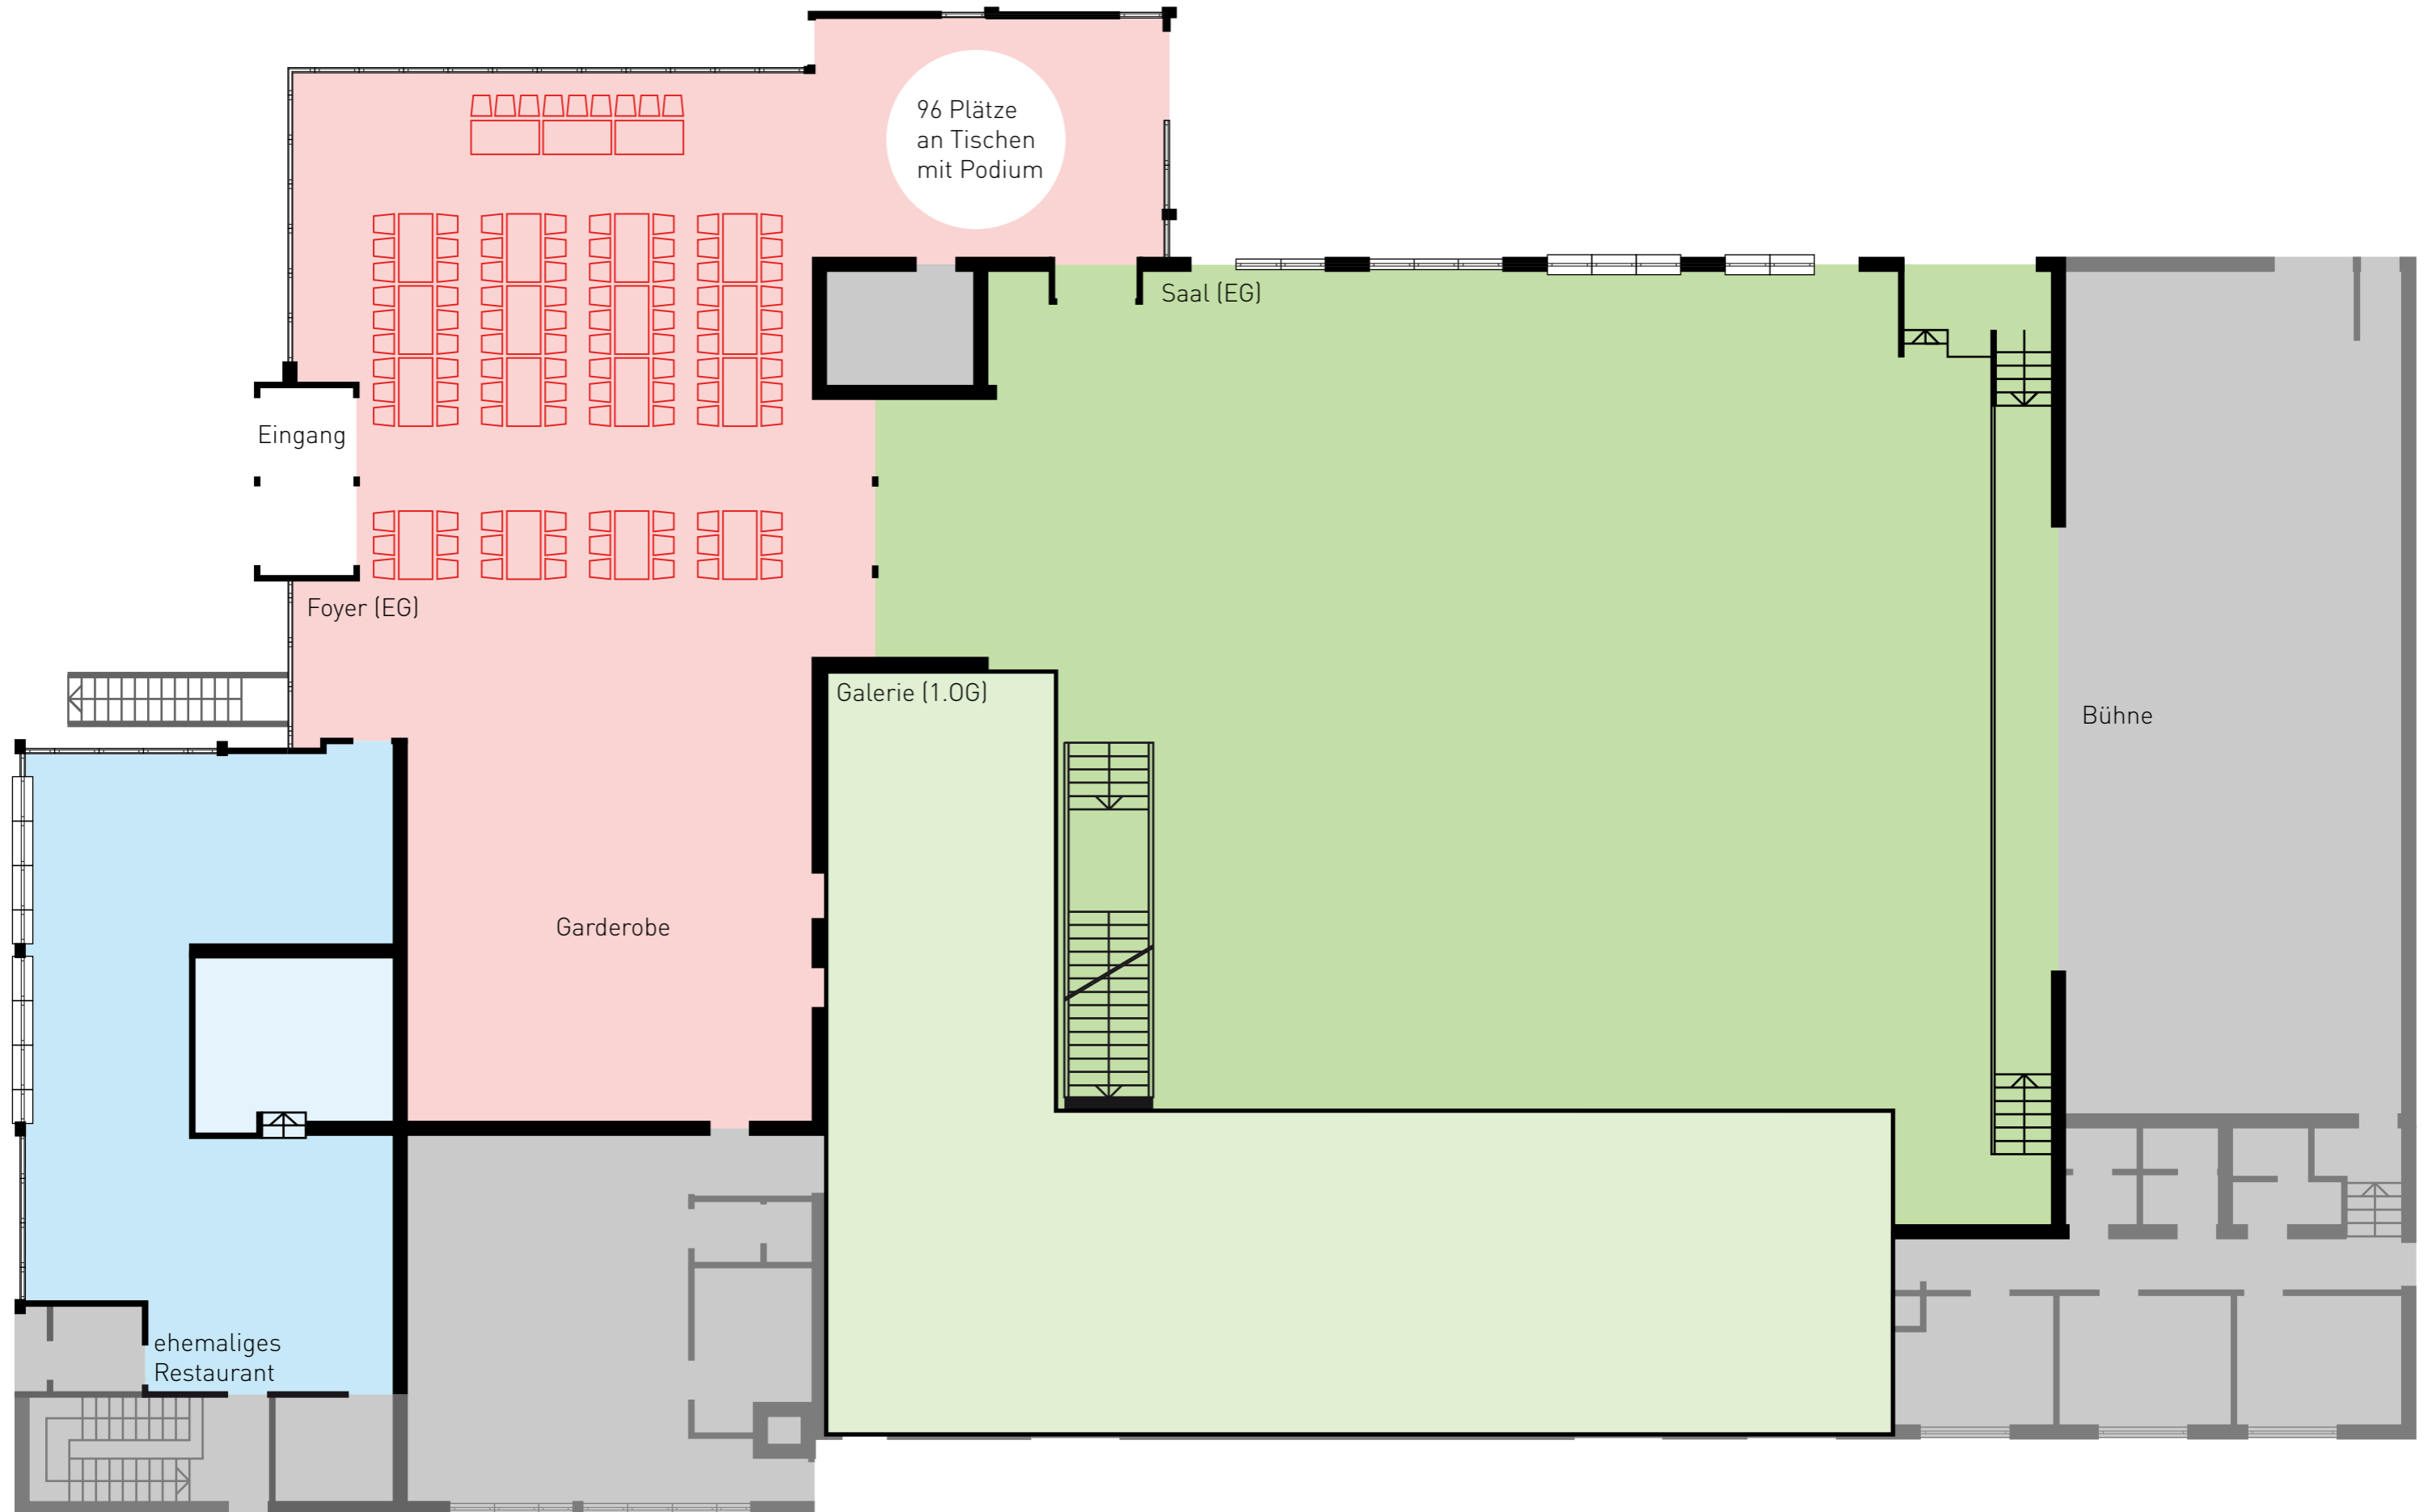 96 Plätze
an Tischen
mit Podium
Saal (EG)
Eingang
Foyer (EG)
Galerie (1.OG)
Bühne
Garderobe
ehemaliges
Restaurant